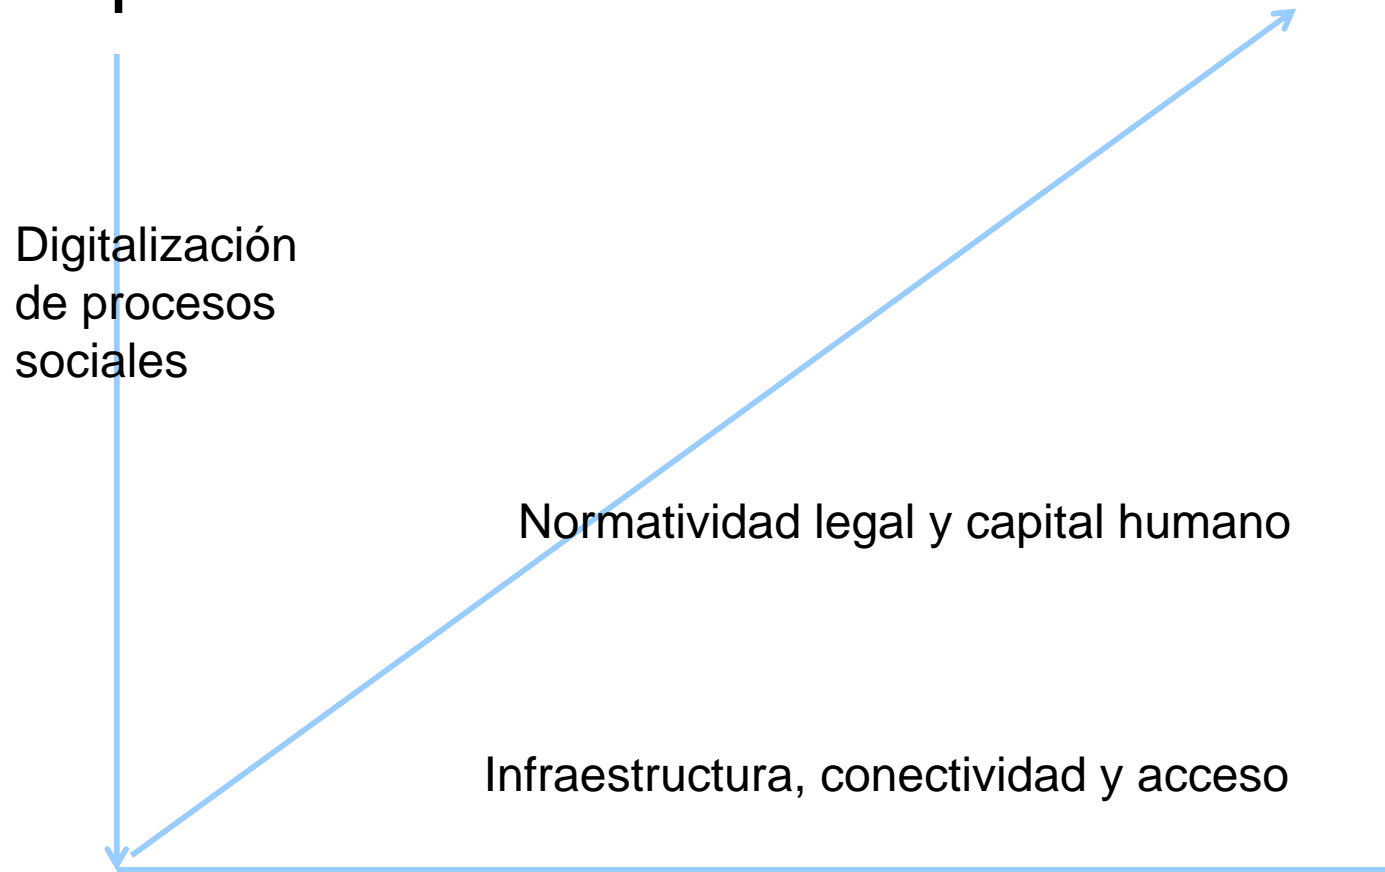 Digitalización
de procesos
sociales
Normatividad legal y capital humano
Infraestructura, conectividad y acceso